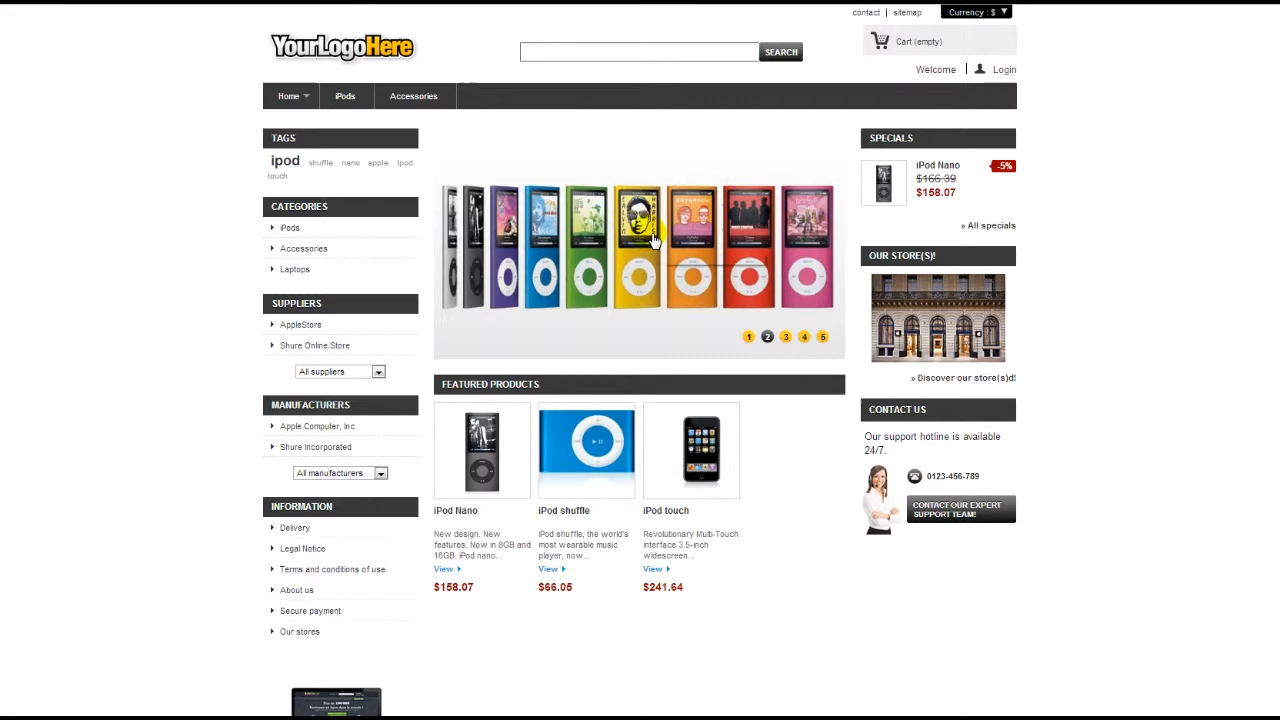 contact
sitemap
Currency : $
YourLogoHere
SEARCH
Cart (empty)
Welcome
Login
Home
iPods
Accessories
TAGS
ipod shuffle nano apple Ipod
touch
CATEGORIES
iPods
Accessories
Laptops
SUPPLIERS
AppleStore
Shure Online Store
All suppliers
MANUFACTURERS
Apple Computer, Inc
Shure Incorporated
All manufacturers
INFORMATION
Delivery
Legal Notice
Terms and conditions of use
About us
Secure payment
Our stores
1 2 3 4 5
FEATURED PRODUCTS
iPod Nano
New design. New
features. Now in 8GB and
16GB. iPod nano...
View
$158.07
iPod shuffle
iPod shuffle, the world's
most wearable music
player, now...
View
$66.05
iPod touch
Revolutionary Multi-Touch
interface 3.5-inch
widescreen...
View
$241.64
SPECIALS
iPod Nano
-5%
$166.39
$158.07
» All specials
OUR STORE(S)!
» Discover our store(s)d!
CONTACT US
Our support hotline is available
24/7.
0123-456-789
CONTACT OUR EXPERT
SUPPORT TEAM!